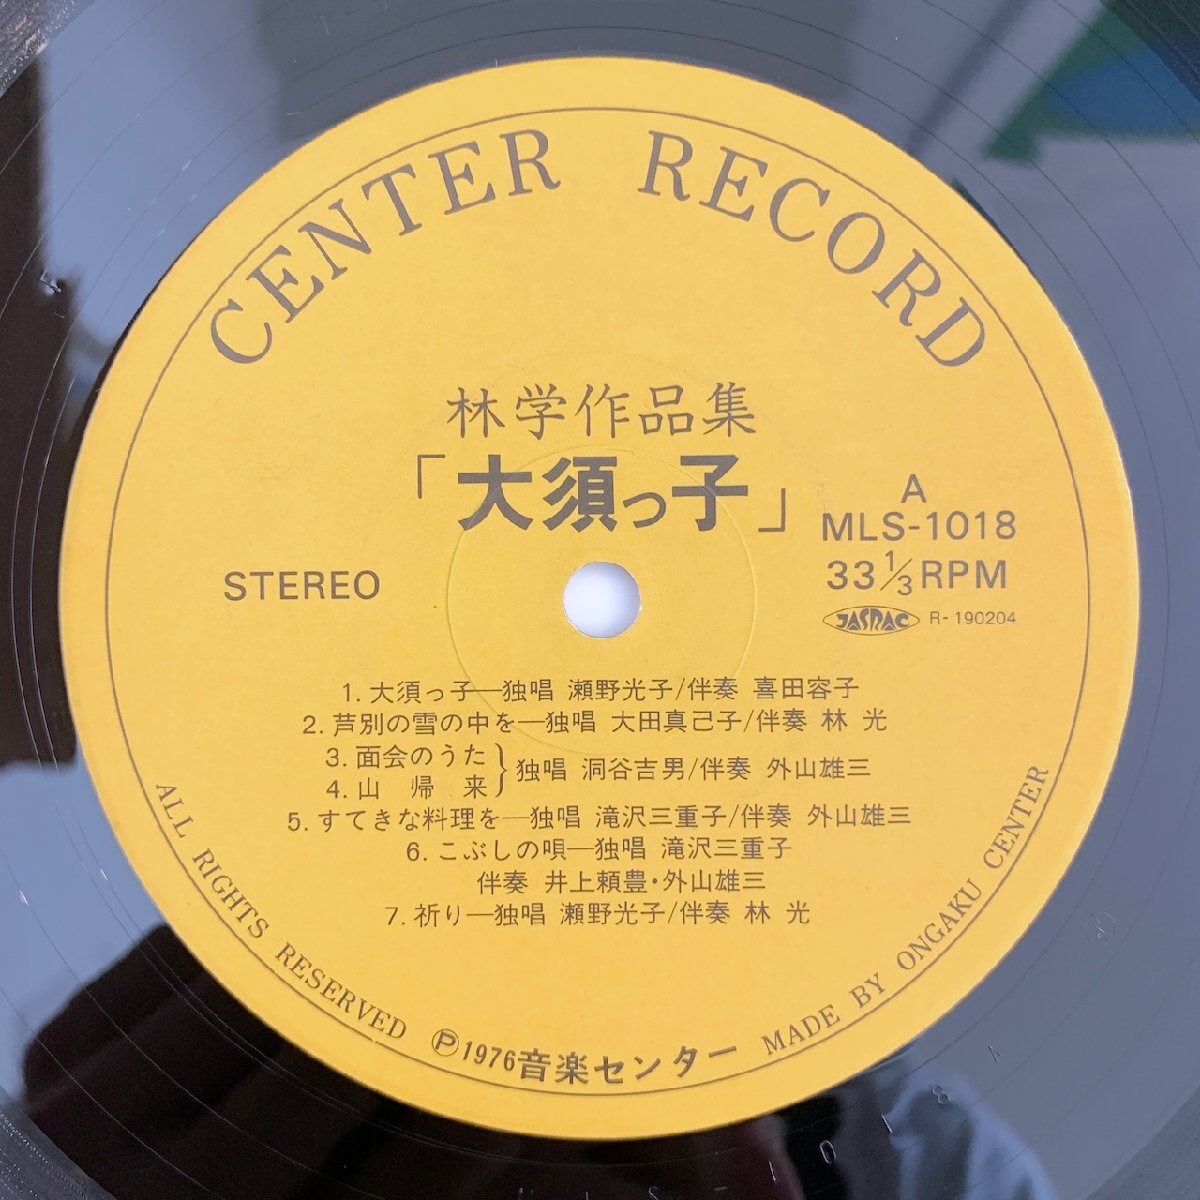 CENTER RECORD
林学作品集
「大須っ子」
A
MLS-1018
STEREO
33 1/3 RPM
JASRAC R-190204
1. 大須っ子—独唱 瀬野光子/伴奏 喜田容子
2. 芦別の雪の中を—独唱 大田真己子/伴奏 林 光
3. 面会のうた
4. 山 帰 来
} 独唱 洞谷吉男/伴奏 外山雄三
5. すてきな料理を—独唱 滝沢三重子/伴奏 外山雄三
6. こぶしの唄—独唱 滝沢三重子
伴奏 井上頼豊・外山雄三
7. 祈り—独唱 瀬野光子/伴奏 林 光
ALL RIGHTS RESERVED Ⓟ1976音楽センター MADE BY ONGAKU CENTER